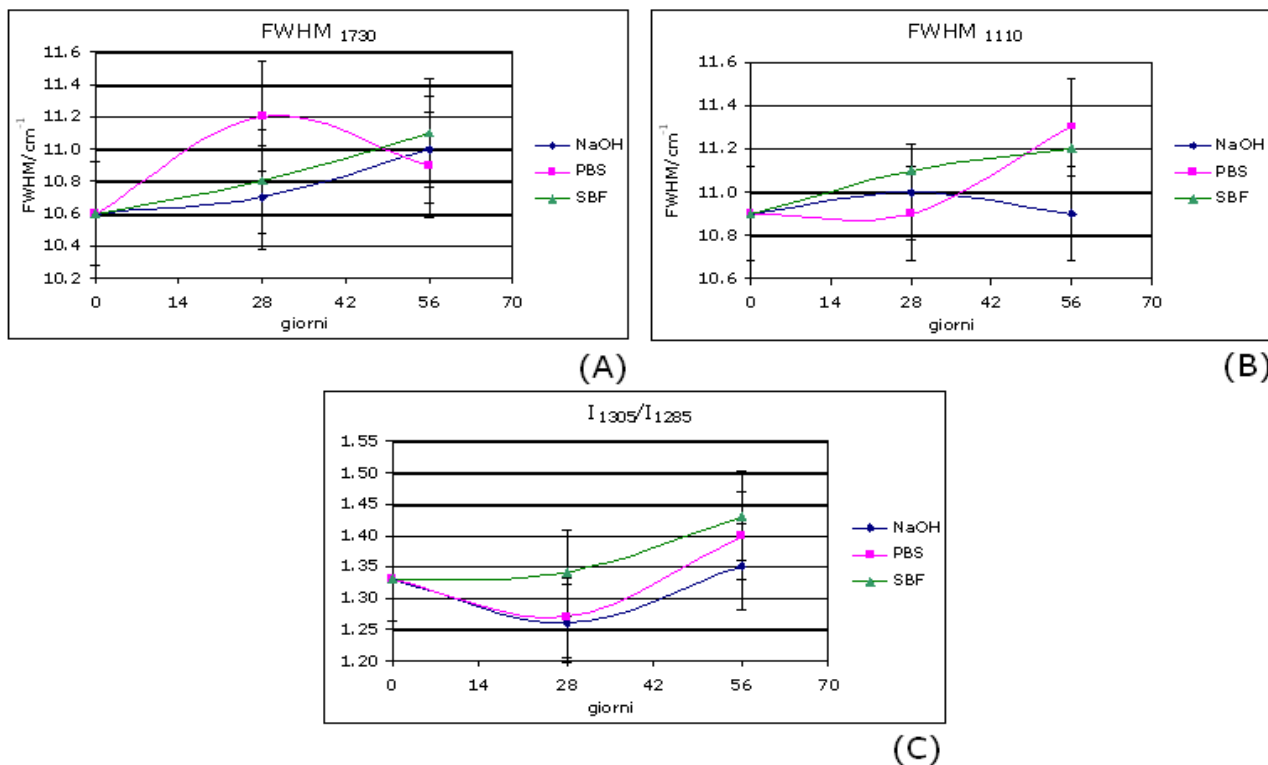 FWHM 1730
11.6
11.4
11.2
11.0
10.8
10.6
10.4
10.2
FWHM/cm-1
0 14 28 42 56 70
giorni
NaOH
PBS
SBF
(A)
FWHM 1110
11.6
11.4
11.2
11.0
10.8
10.6
FWHM/cm-1
0 14 28 42 56 70
giorni
NaOH
PBS
SBF
(B)
I1305/I1285
1.55
1.50
1.45
1.40
1.35
1.30
1.25
1.20
0 14 28 42 56 70
giorni
NaOH
PBS
SBF
(C)